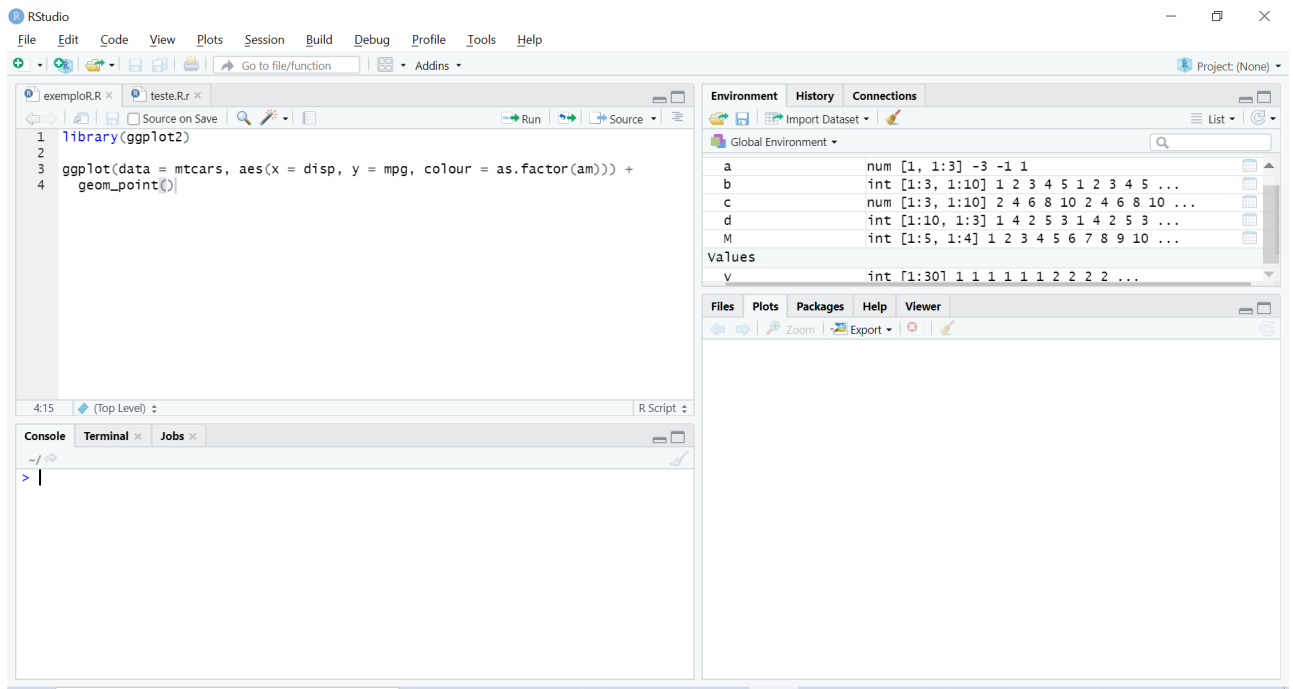 RStudio
File Edit Code View Plots Session Build Debug Profile Tools Help
Go to file/function Addins Project: (None)
exemploR.R teste.R.r
Source on Save Run Source
1 library(ggplot2)
2
3 ggplot(data = mtcars, aes(x = disp, y = mpg, colour = as.factor(am))) +
4 geom_point()
4:15 (Top Level) R Script
Console Terminal Jobs
~/
>
Environment History Connections
Import Dataset List
Global Environment
a num [1, 1:3] -3 -1 1
b int [1:3, 1:10] 1 2 3 4 5 1 2 3 4 5 ...
c num [1:3, 1:10] 2 4 6 8 10 2 4 6 8 10 ...
d int [1:10, 1:3] 1 4 2 5 3 1 4 2 5 3 ...
M int [1:5, 1:4] 1 2 3 4 5 6 7 8 9 10 ...
Values
v int [1:30] 1 1 1 1 1 1 2 2 2 2 ...
Files Plots Packages Help Viewer
Zoom Export